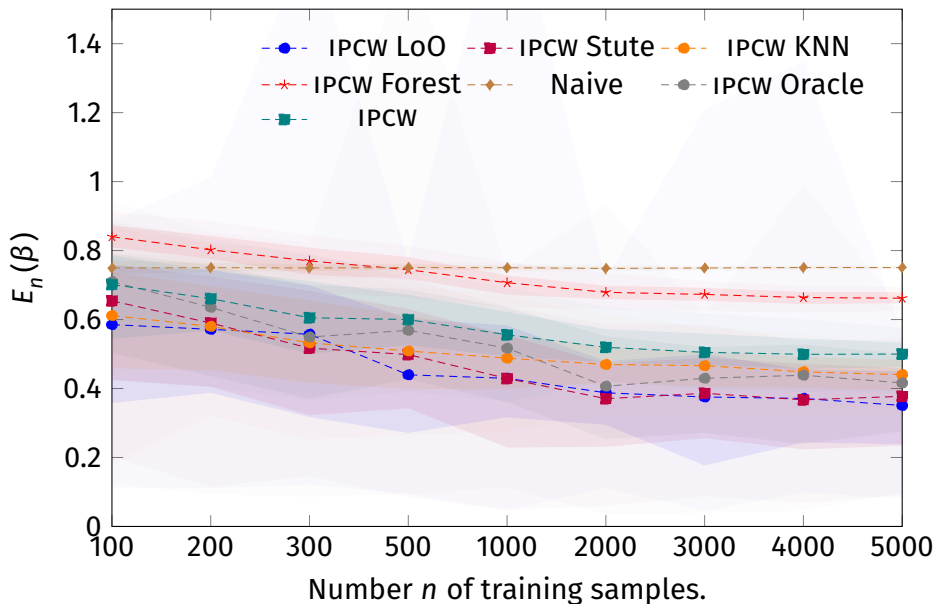 1.4
IPCW LoO IPCW Stute IPCW KNN
IPCW Forest Naive IPCW Oracle
IPCW
1.2
1
0.8
0.6
0.4
0.2
0
E_n(β)
100 200 300 500 1000 2000 3000 4000 5000
Number n of training samples.